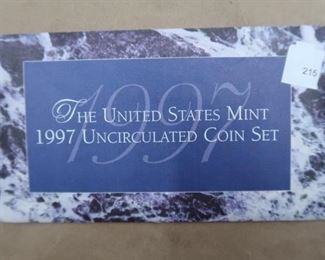 215
1997
The United States Mint
1997 Uncirculated Coin Set